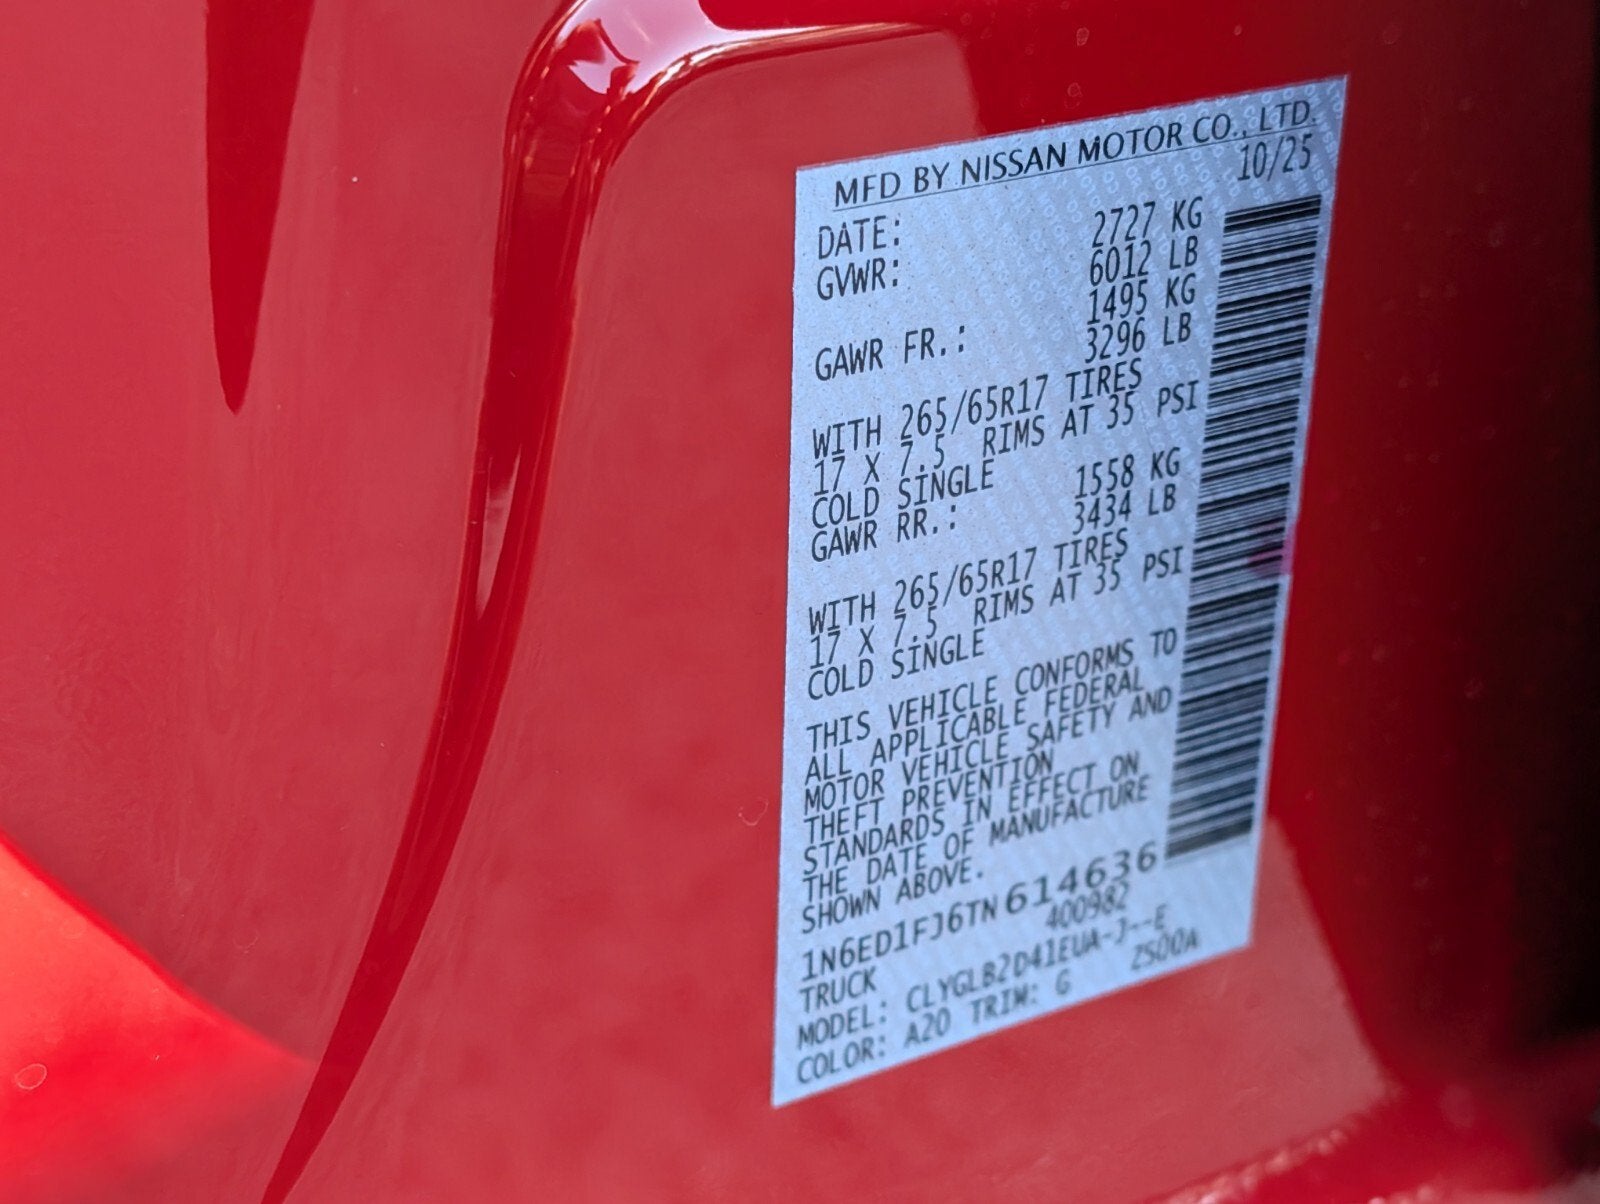 MFD BY NISSAN MOTOR CO., LTD.
DATE: 10/25
GVWR: 2727 KG
6012 LB
GAWR FR.: 1495 KG
3296 LB
WITH 265/65R17 TIRES
17 X 7.5 RIMS AT 35 PSI
COLD SINGLE
GAWR RR.: 1558 KG
3434 LB
WITH 265/65R17 TIRES
17 X 7.5 RIMS AT 35 PSI
COLD SINGLE
THIS VEHICLE CONFORMS TO
ALL APPLICABLE FEDERAL
MOTOR VEHICLE SAFETY AND
THEFT PREVENTION
STANDARDS IN EFFECT ON
THE DATE OF MANUFACTURE
SHOWN ABOVE.
1N6ED1FJ6TN614636
TRUCK 400982
MODEL: CLYGLB2D41EUA-J--E
COLOR: A20 TRIM: G ZS00A